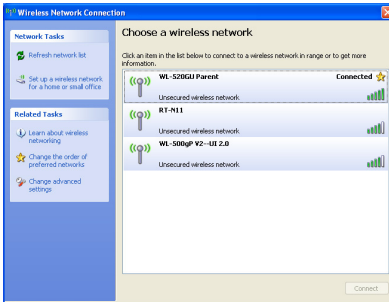 Wireless Network Connection
Network Tasks
Refresh network list
Set up a wireless network
for a home or small office
Related Tasks
Learn about wireless
networking
Change the order of
preferred networks
Change advanced
settings
Choose a wireless network
Click an item in the list below to connect to a wireless network in range or to get more
information.
WL-520GU Parent Connected
Unsecured wireless network
RT-N11
Unsecured wireless network
WL-500gP V2--UI 2.0
Unsecured wireless network
Connect